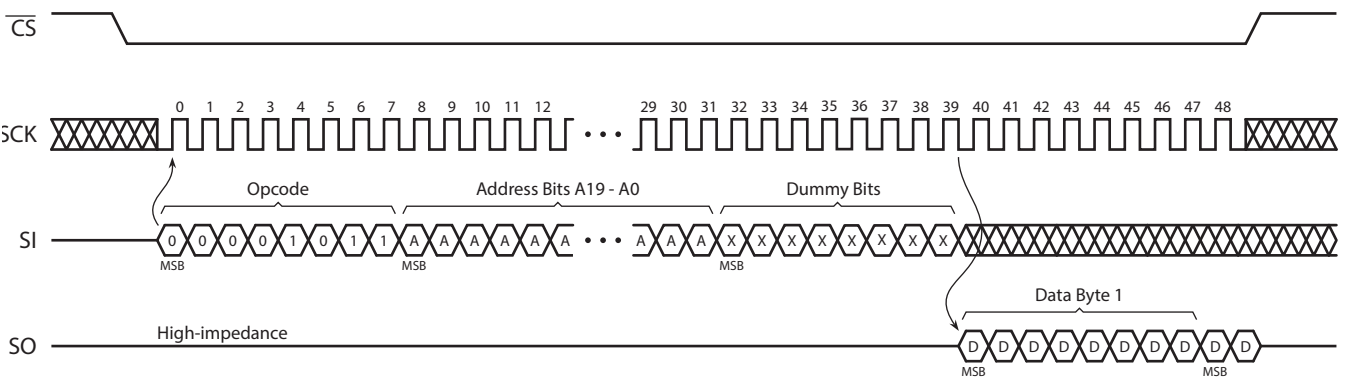 CS
0 1 2 3 4 5 6 7 8 9 10 11 12 29 30 31 32 33 34 35 36 37 38 39 40 41 42 43 44 45 46 47 48
SCK • • •
Opcode Address Bits A19 - A0 Dummy Bits
SI 0 0 0 0 1 0 1 1 A A A A A A • • • A A A X X X X X X X X
MSB MSB MSB
Data Byte 1
High-impedance
SO D D D D D D D D D D
MSB MSB